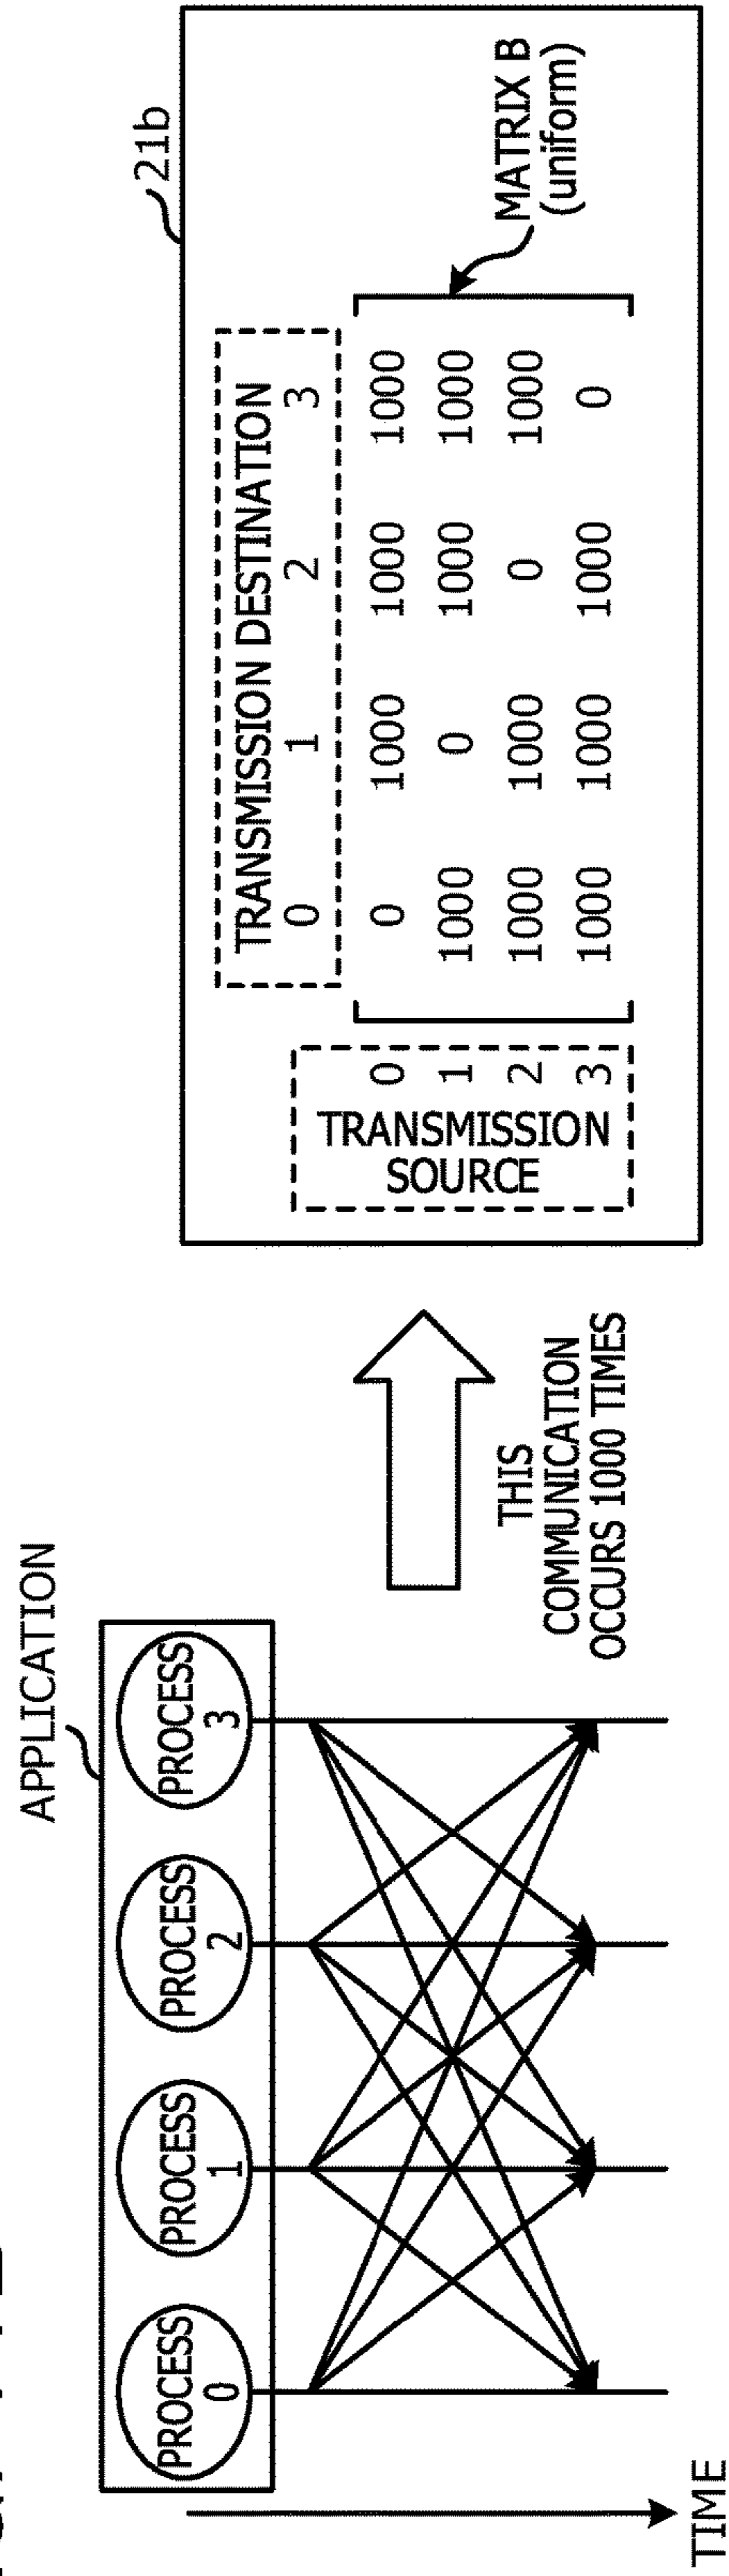 APPLICATION
PROCESS
0
PROCESS
1
PROCESS
2
PROCESS
3
TIME
THIS
COMMUNICATION
OCCURS 1000 TIMES
21b
TRANSMISSION DESTINATION
0 1 2 3
TRANSMISSION
SOURCE
0 0 1000 1000 1000
1 1000 0 1000 1000
2 1000 1000 0 1000
3 1000 1000 1000 0
MATRIX B
(uniform)